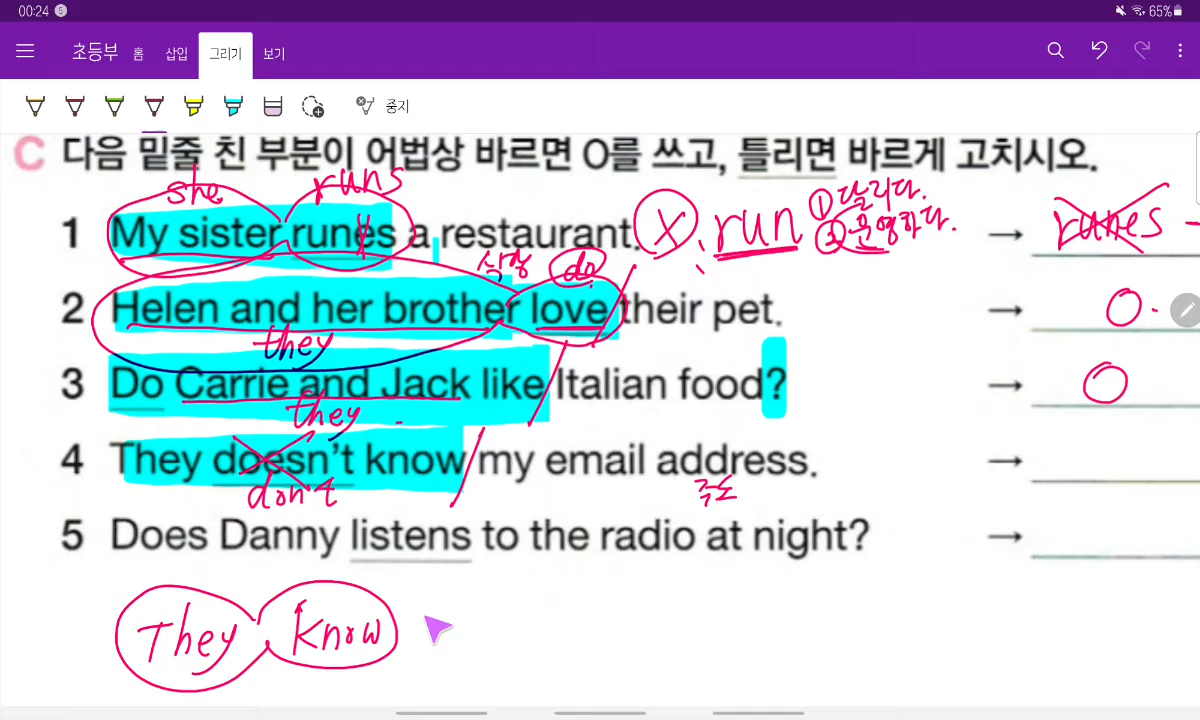 00:24 5 65%
초등부 홈 삽입 그리기 보기
중지
C 다음 밑줄 친 부분이 어법상 바르면 O를 쓰고, 틀리면 바르게 고치시오.
she runs ① 달리다.
1 My sister runes a restaurant. X run ② 운영하다. → runes
사랑 do
2 Helen and her brother love their pet. → O
they
3 Do Carrie and Jack like Italian food? → O
they
4 They doesn't know my email address. →
don't 주소
5 Does Danny listens to the radio at night? →
They know